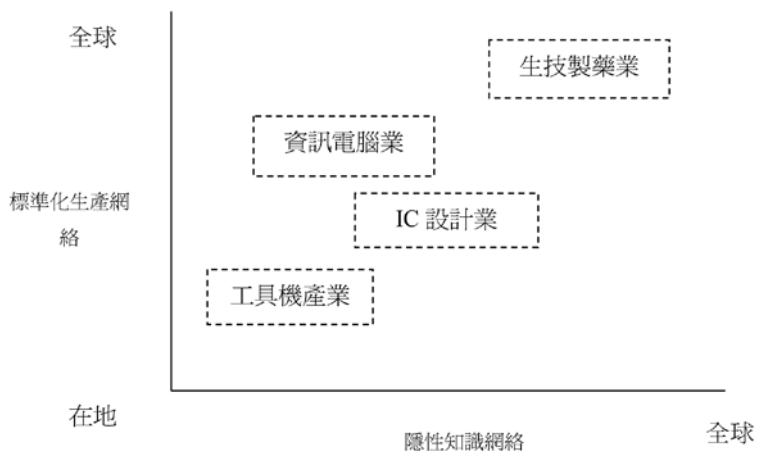 全球
生技製藥業
資訊電腦業
標準化生產網
絡
IC 設計業
工具機產業
在地
隱性知識網絡
全球